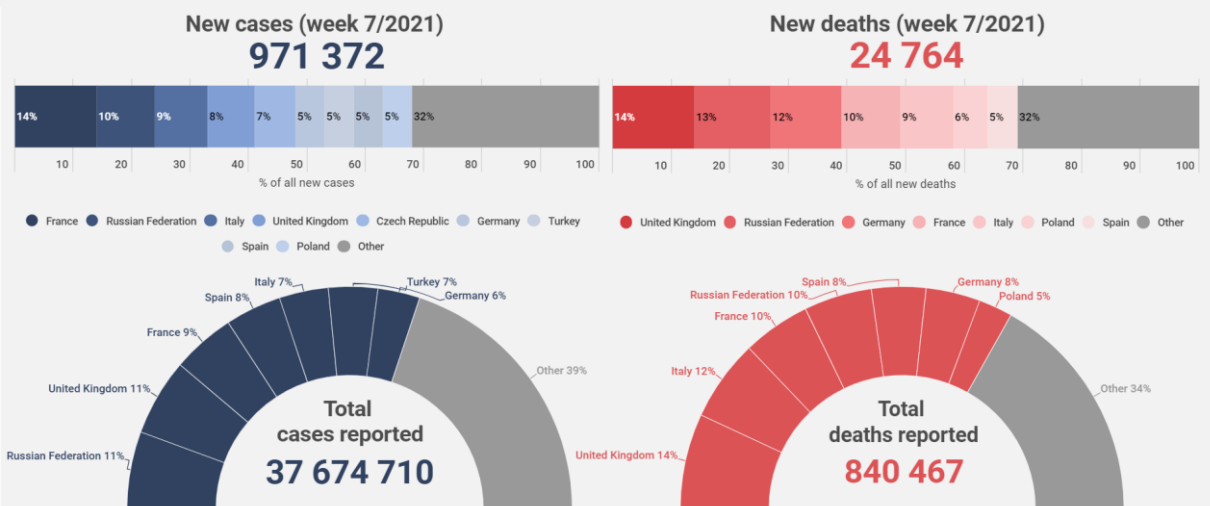 New cases (week 7/2021)
971 372
14% 10% 9% 8% 7% 5% 5% 5% 5% 32%
10 20 30 40 50 60 70 80 90 100
% of all new cases
France Russian Federation Italy United Kingdom Czech Republic Germany Turkey
Spain Poland Other
Italy 7%
Turkey 7%
Spain 8%
Germany 6%
France 9%
Other 39%
United Kingdom 11%
Russian Federation 11%
Total
cases reported
37 674 710
New deaths (week 7/2021)
24 764
14% 13% 12% 10% 9% 6% 5% 32%
10 20 30 40 50 60 70 80 90 100
% of all new deaths
United Kingdom Russian Federation Germany France Italy Poland Spain Other
Spain 8%
Germany 8%
Russian Federation 10%
Poland 5%
France 10%
Italy 12%
Other 34%
United Kingdom 14%
Total
deaths reported
840 467